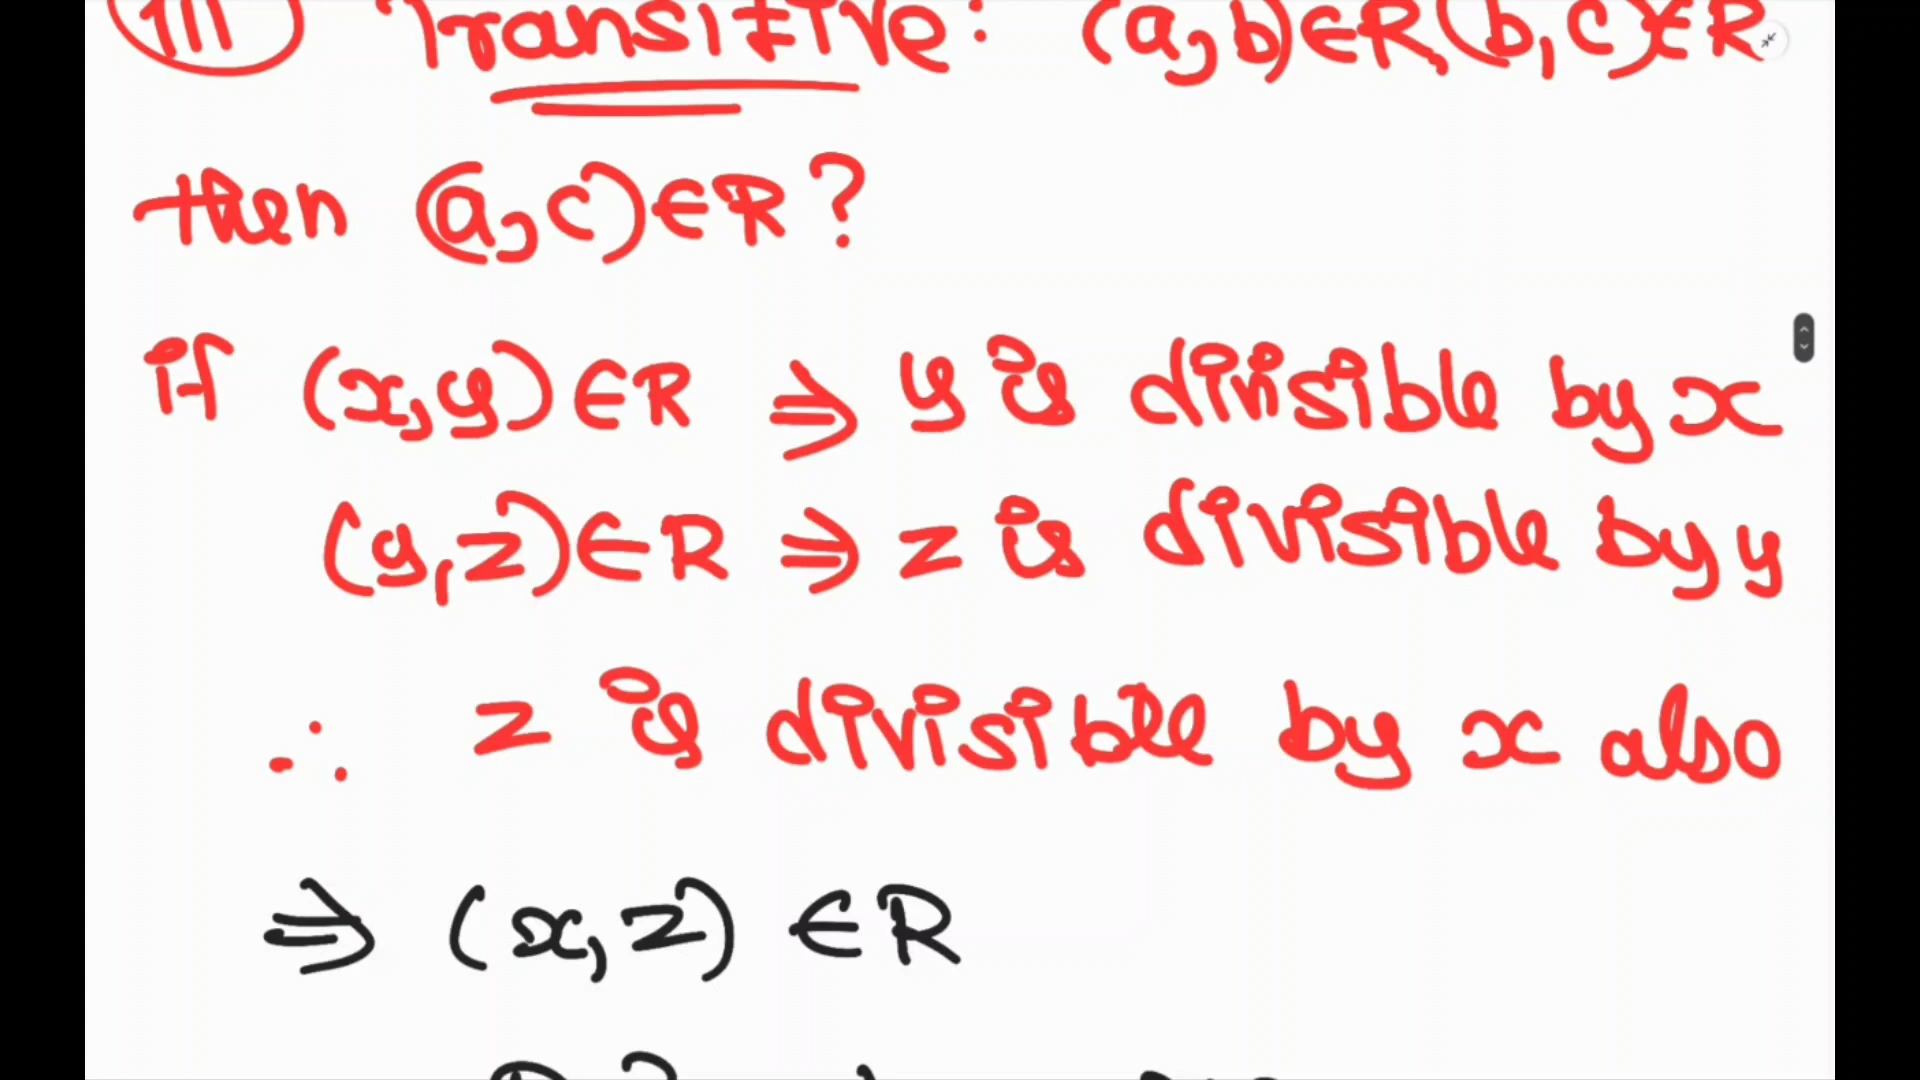 (iii) Transitive: (a,b)∈R, (b,c)∈R
then (a,c)∈R?
if (x,y)∈R ⇒ y is divisible by x
(y,z)∈R ⇒ z is divisible by y
∴ z is divisible by x also
⇒ (x,z) ∈R